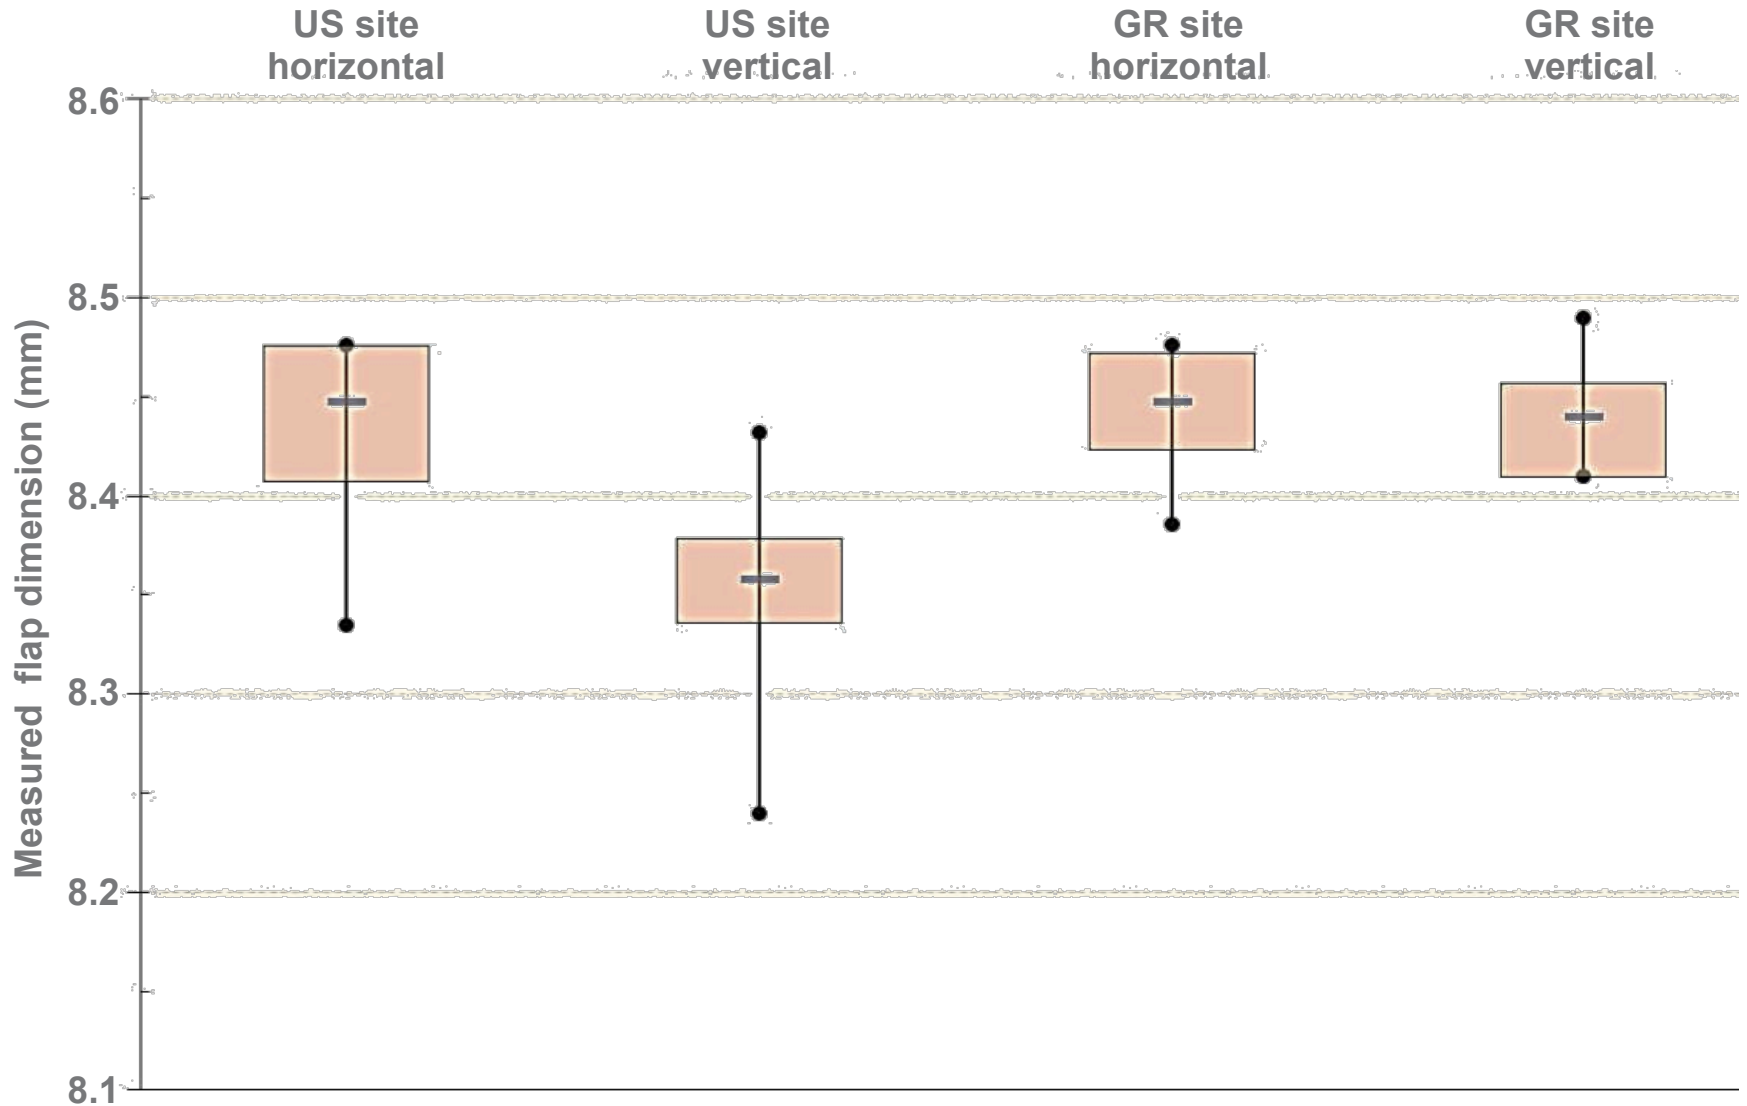 US site
horizontal
US site
vertical
GR site
horizontal
GR site
vertical
8.6
8.5
8.4
8.3
8.2
8.1
Measured flap dimension (mm)